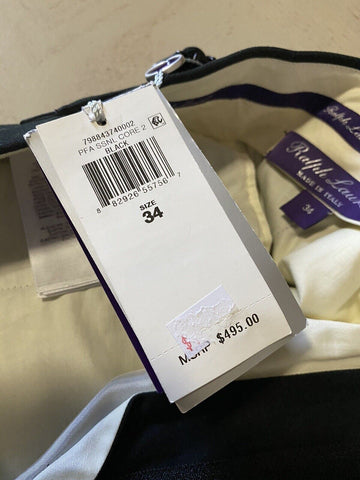 798843740002
PFA SSNL CORE 2
BLACK
8 82926 55756 7
SIZE
34
MSRP $495.00
Ralph Lauren
MADE IN ITALY
34
Ralph